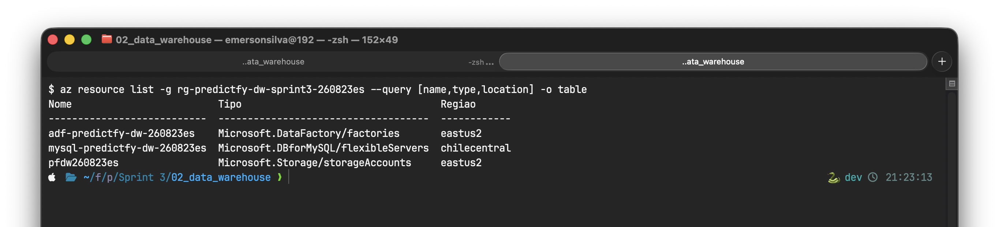 02_data_warehouse — emersonsilva@192 — -zsh — 152×49
..ata_warehouse -zsh... ..ata_warehouse +
$ az resource list -g rg-predictfy-dw-sprint3-260823es --query [name,type,location] -o table
Nome Tipo Regiao
--------------------------- ------------------------------------ ------------
adf-predictfy-dw-260823es Microsoft.DataFactory/factories eastus2
mysql-predictfy-dw-260823es Microsoft.DBforMySQL/flexibleServers chilecentral
pfdw260823es Microsoft.Storage/storageAccounts eastus2
~/f/p/Sprint 3/02_data_warehouse ❯ dev 21:23:13